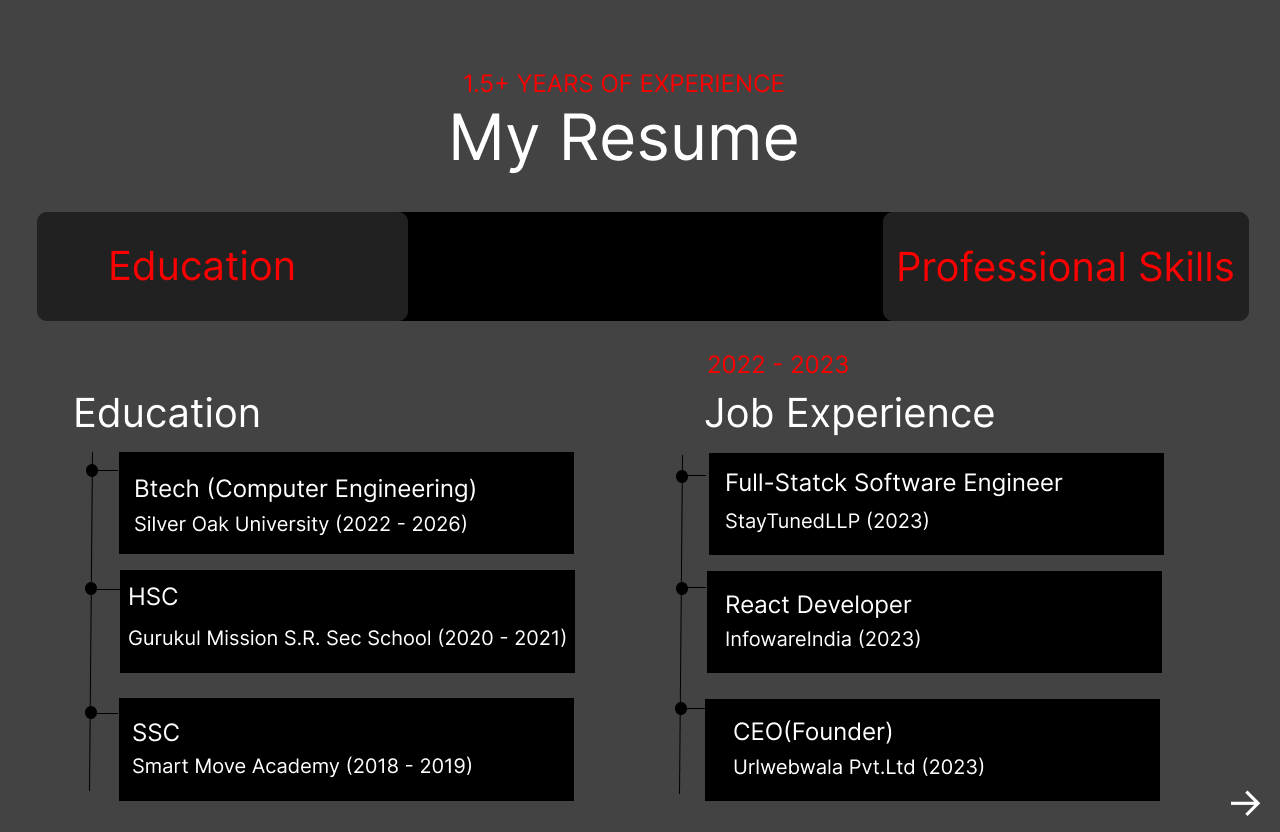 1.5+ YEARS OF EXPERIENCE
My Resume
Education
Professional Skills
Education
Btech (Computer Engineering)
Silver Oak University (2022 - 2026)
HSC
Gurukul Mission S.R. Sec School (2020 - 2021)
SSC
Smart Move Academy (2018 - 2019)
2022 - 2023
Job Experience
Full-Statck Software Engineer
StayTunedLLP (2023)
React Developer
InfowareIndia (2023)
CEO(Founder)
Urlwebwala Pvt.Ltd (2023)